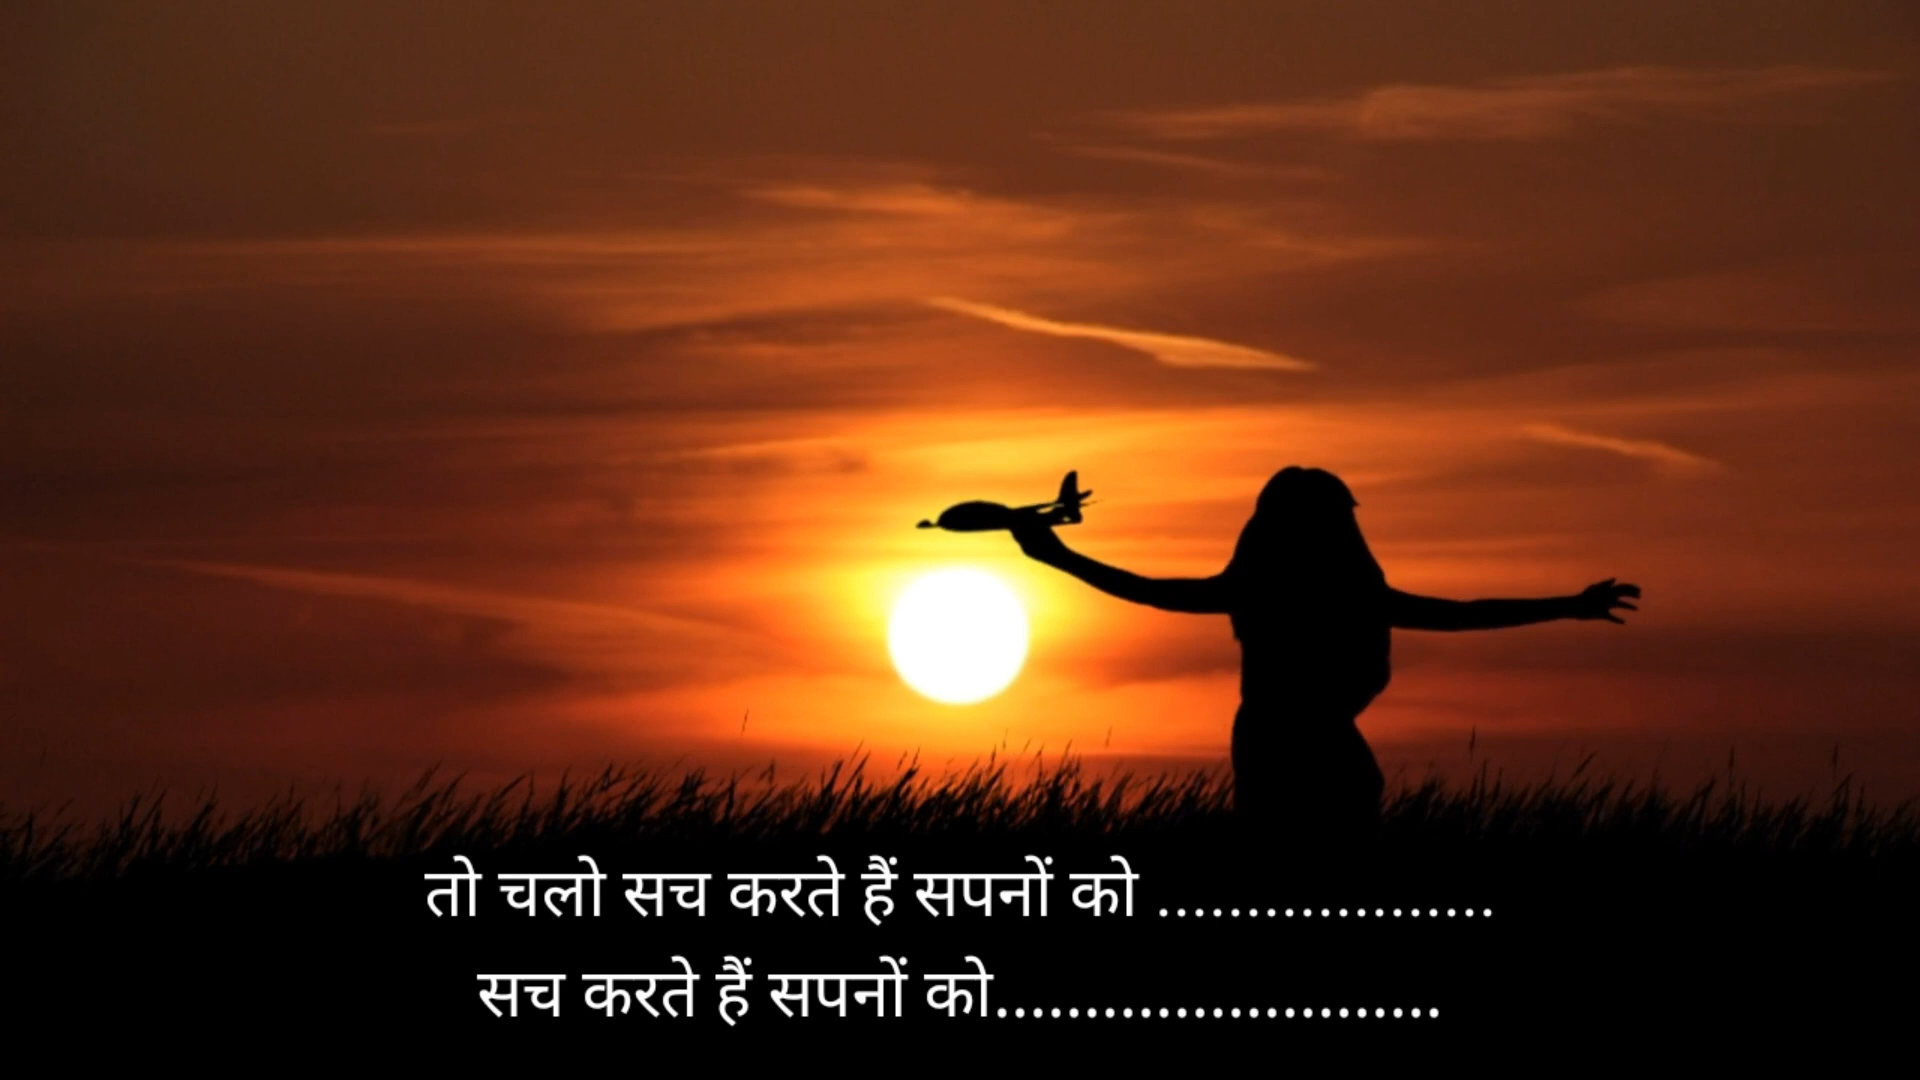 तो चलो सच करते हैं सपनों को ...................
सच करते हैं सपनों को.........................